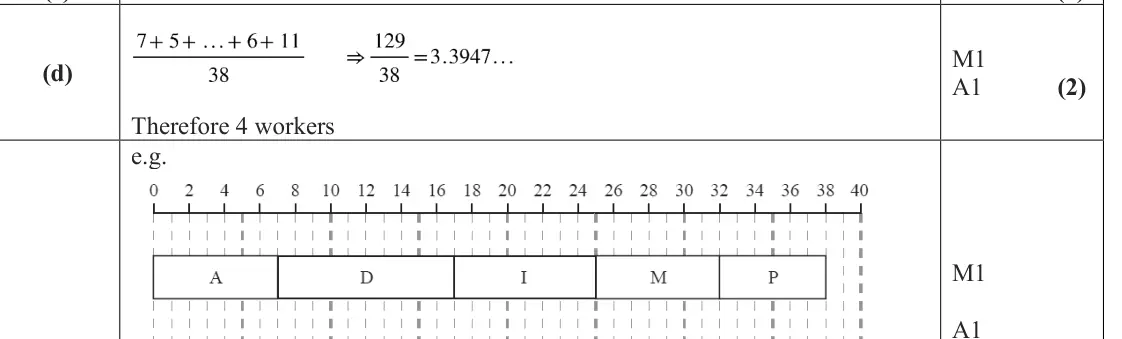 (d)
7 + 5 + … + 6 + 11
38
⇒ 129
38
= 3.3947…
M1
A1 (2)
Therefore 4 workers
e.g.
0 2 4 6 8 10 12 14 16 18 20 22 24 26 28 30 32 34 36 38 40
A D I M P
M1
A1